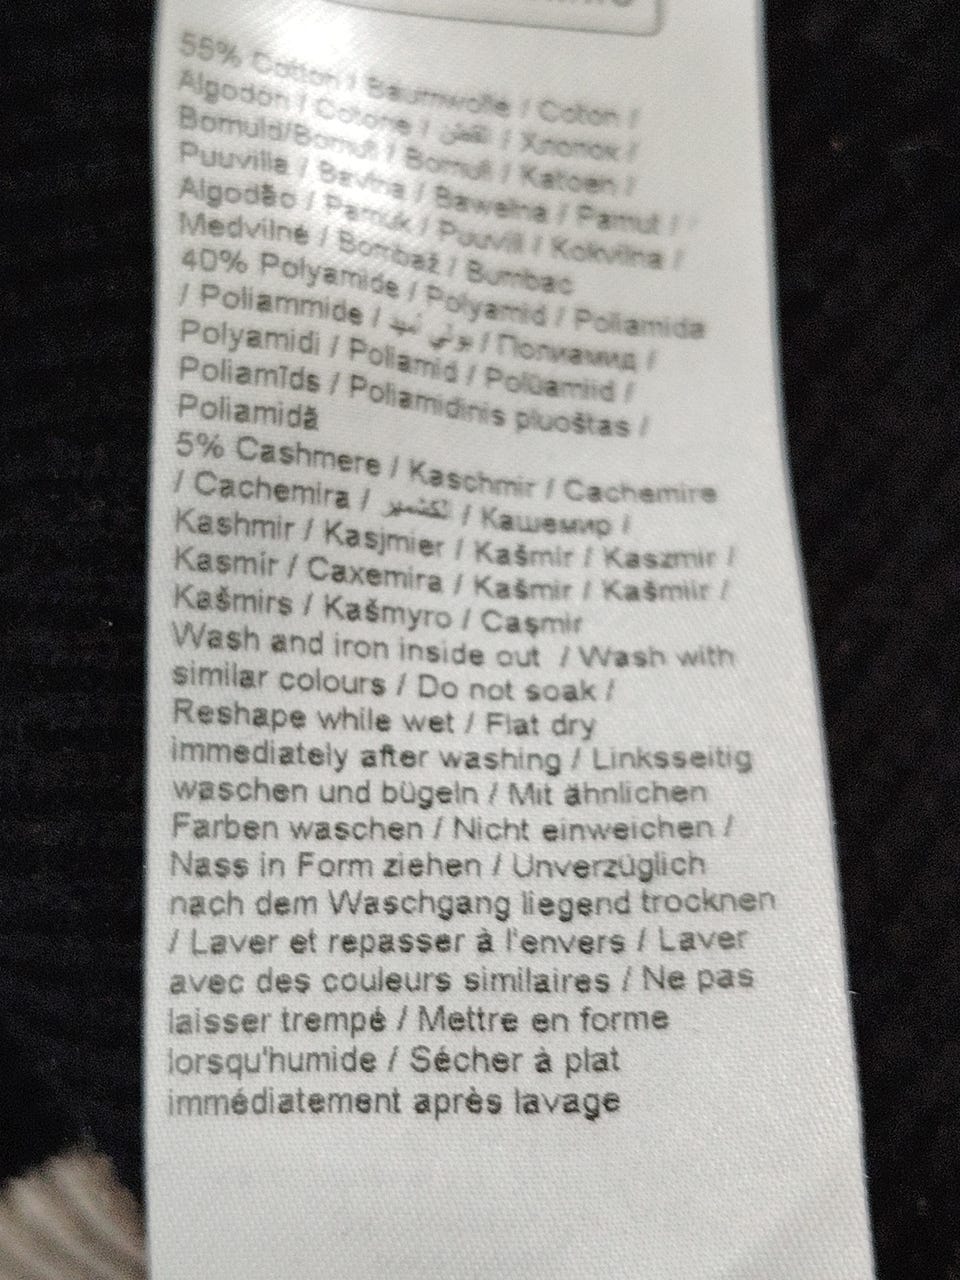 55% Cotton / Baumwolle / Coton /
Algodón / Cotone / القطن / Хлопок /
Bomuld/Bomull / Bomull / Katoen /
Puuvilla / Bavlna / Bawełna / Pamut /
Algodão / Pamuk / Puuvill / Kokvilna /
Medvilnė / Bombaž / Bumbac
40% Polyamide / Polyamid / Poliamida
/ Poliammide / / Полиамид /
Polyamidi / Poliamid / Polüamiid /
Poliamīds / Poliamidinis pluoštas /
Poliamidă
5% Cashmere / Kaschmir / Cachemire
/ Cachemira / / Кашемир /
Kashmir / Kasjmier / Kašmír / Kaszmir /
Kaşmir / Caxemira / Kašmir / Kašmiir /
Kašmirs / Kašmyro / Caşmir
Wash and iron inside out / Wash with
similar colours / Do not soak /
Reshape while wet / Flat dry
immediately after washing / Linksseitig
waschen und bügeln / Mit ähnlichen
Farben waschen / Nicht einweichen /
Nass in Form ziehen / Unverzüglich
nach dem Waschgang liegend trocknen
/ Laver et repasser à l'envers / Laver
avec des couleurs similaires / Ne pas
laisser trempé / Mettre en forme
lorsqu'humide / Sécher à plat
immédiatement après lavage